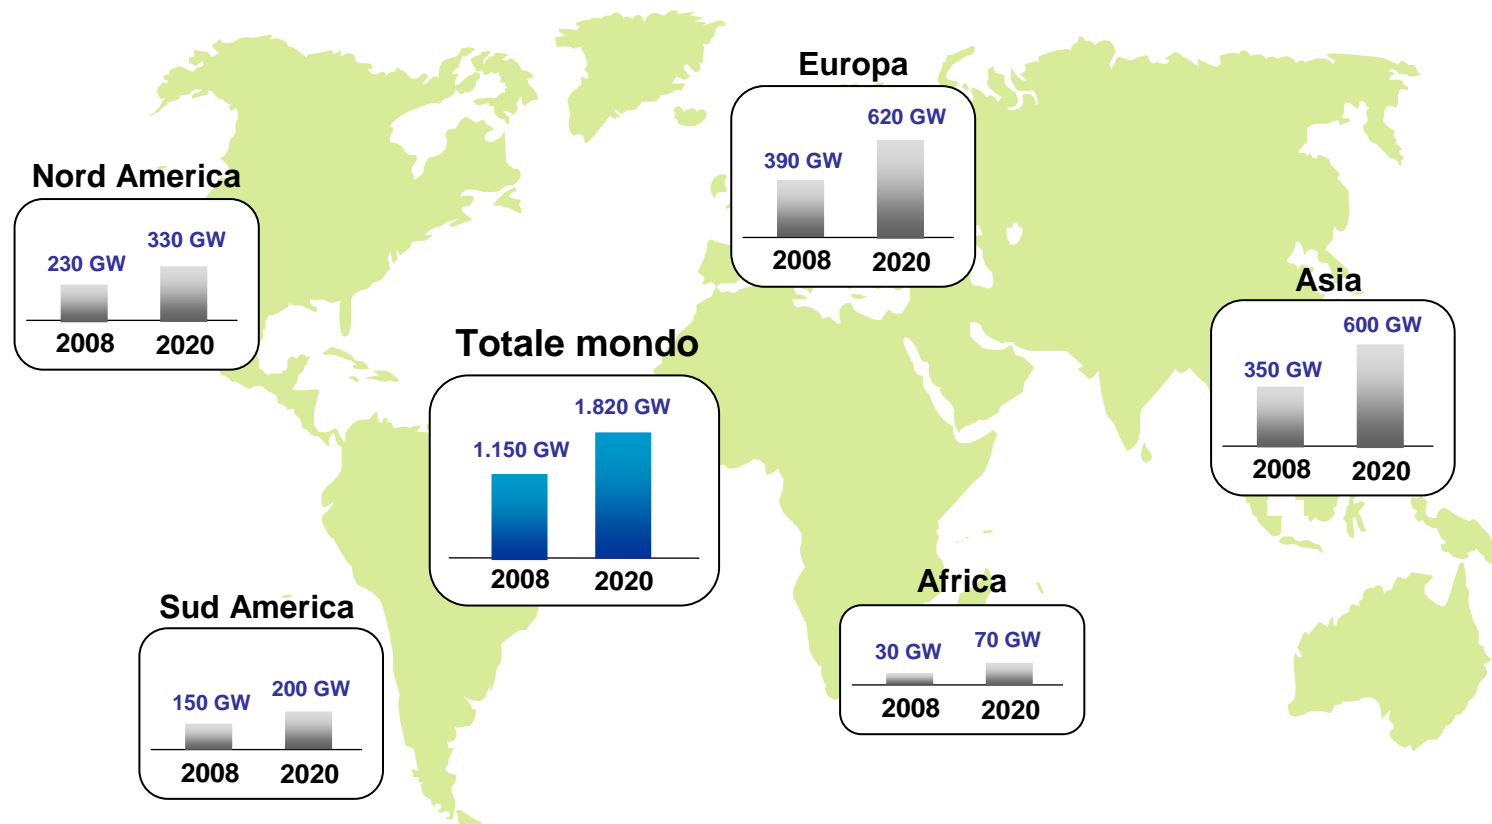 Europa
620 GW
390 GW
2008
2020
Nord America
330 GW
230 GW
2008
2020
Asia
600 GW
350 GW
2008
2020
Totale mondo
1.820 GW
1.150 GW
2008
2020
Africa
70 GW
30 GW
2008
2020
Sud America
200 GW
150 GW
2008
2020